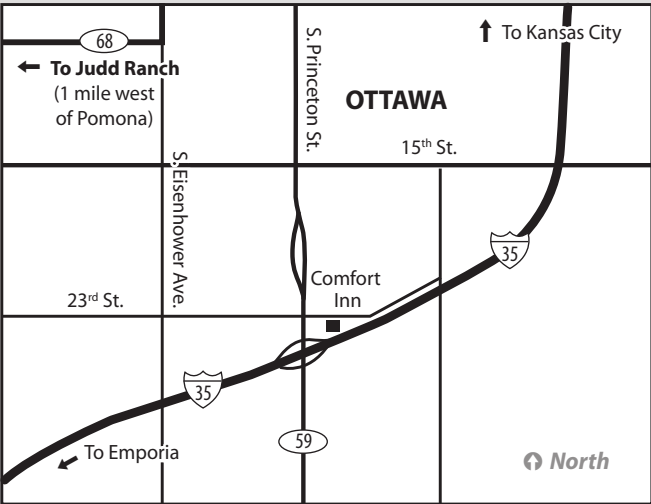 68
To Kansas City
To Judd Ranch
(1 mile west
of Pomona)
S. Princeton St.
OTTAWA
15th St.
S. Eisenhower Ave.
35
Comfort
Inn
23rd St.
35
59
To Emporia
North